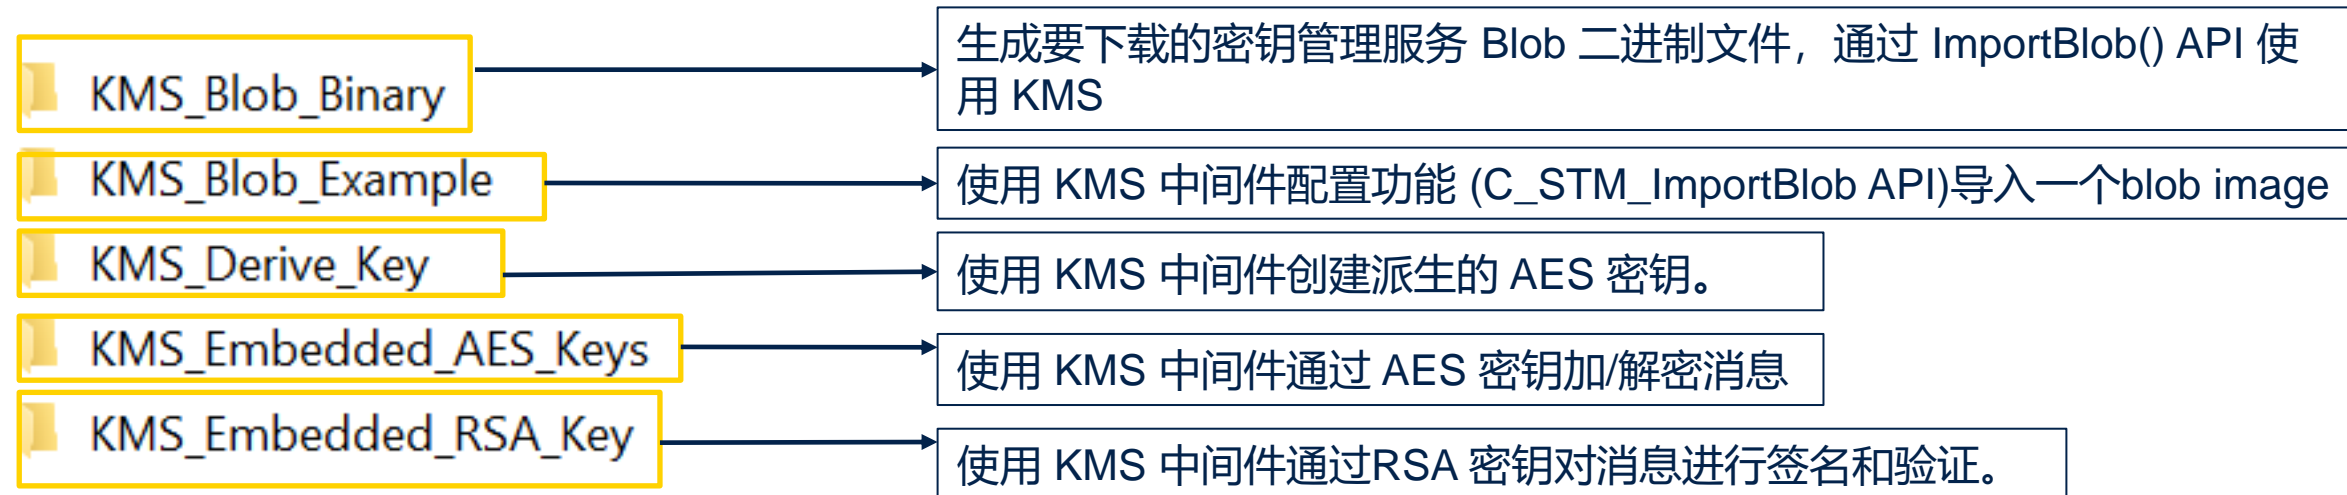 KMS_Blob_Binary
生成要下载的密钥管理服务 Blob 二进制文件，通过 ImportBlob() API 使
用 KMS
KMS_Blob_Example
使用 KMS 中间件配置功能 (C_STM_ImportBlob API)导入一个blob image
KMS_Derive_Key
使用 KMS 中间件创建派生的 AES 密钥。
KMS_Embedded_AES_Keys
使用 KMS 中间件通过 AES 密钥加/解密消息
KMS_Embedded_RSA_Key
使用 KMS 中间件通过RSA 密钥对消息进行签名和验证。